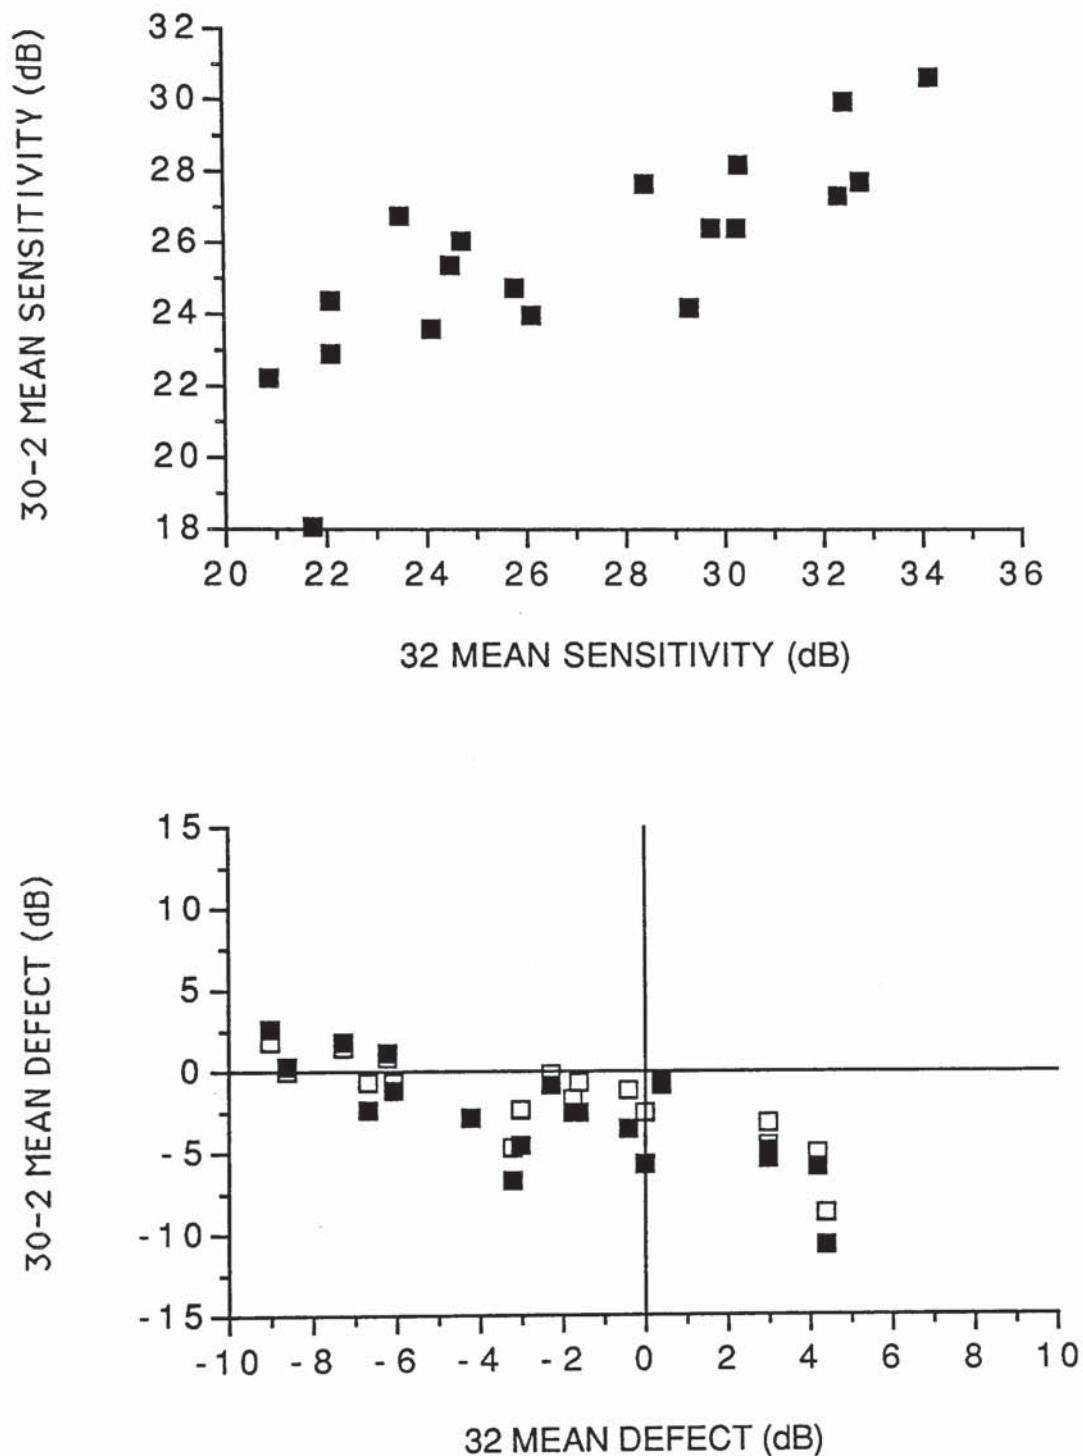 30-2 MEAN SENSITIVITY (dB)
32
30
28
26
24
22
20
18
20 22 24 26 28 30 32 34 36
32 MEAN SENSITIVITY (dB)
30-2 MEAN DEFECT (dB)
15
10
5
0
-5
-10
-15
-10 -8 -6 -4 -2 0 2 4 6 8 10
32 MEAN DEFECT (dB)